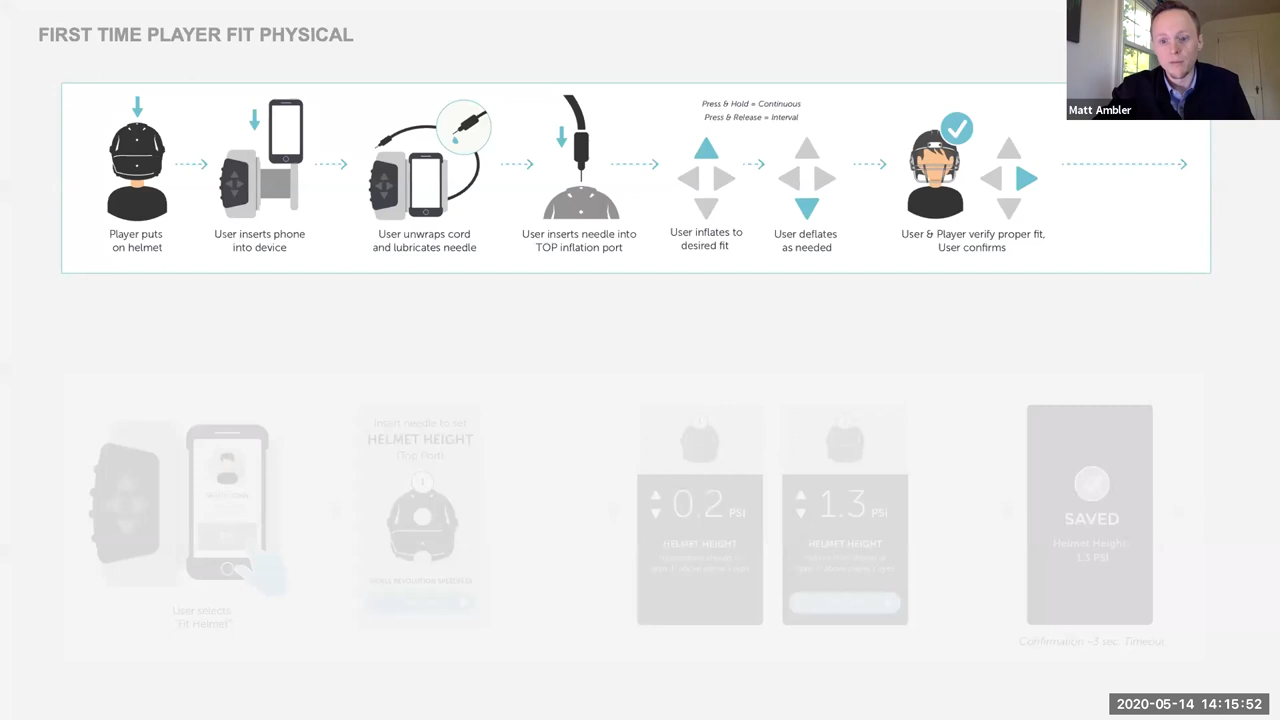 FIRST TIME PLAYER FIT PHYSICAL
Matt Ambler
Press & Hold = Continuous
Press & Release = Interval
Player puts
on helmet
User inserts phone
into device
User unwraps cord
and lubricates needle
User inserts needle into
TOP inflation port
User inflates to
desired fit
User deflates
as needed
User & Player verify proper fit,
User confirms
User selects
"Fit Helmet"
Insert needle to set
HELMET HEIGHT
(Top Port)
1
0.2 PSI
HELMET HEIGHT
1.3 PSI
HELMET HEIGHT
SAVED
Helmet Height:
1.5 PSI
Confirmation ~3 sec. Timeout
2020-05-14 14:15:52